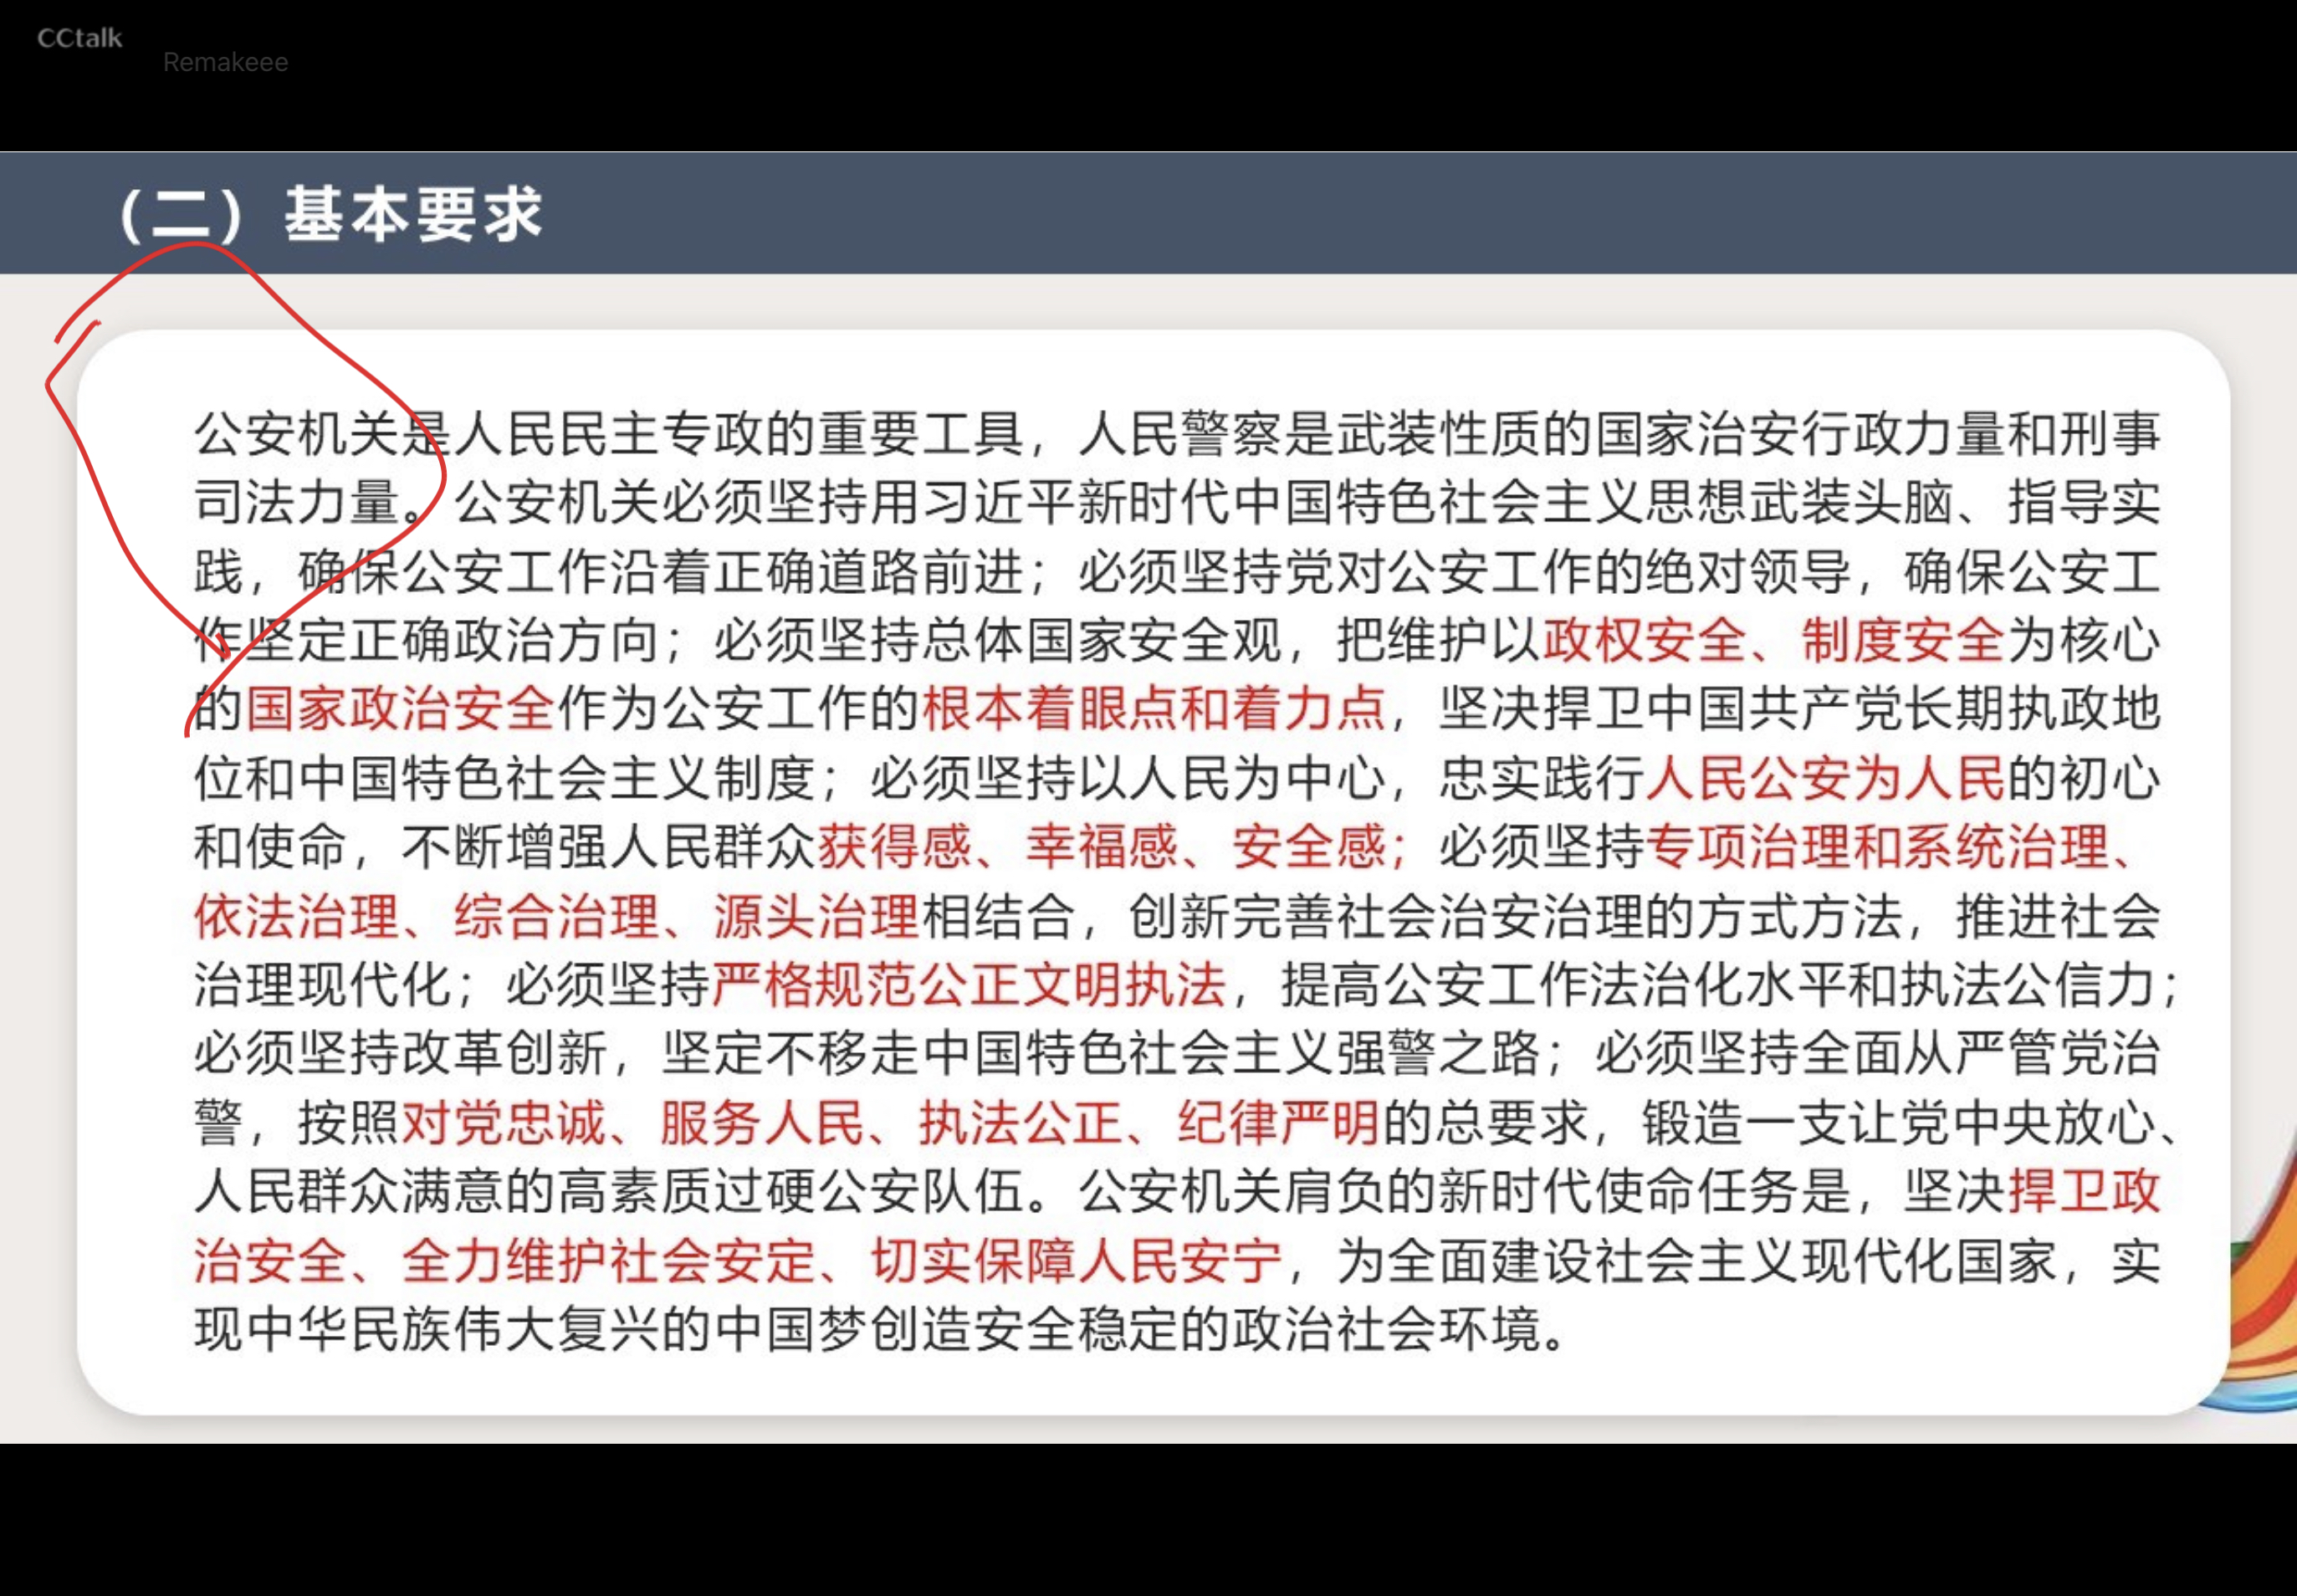 CCtalk
Remakeee
（二）基本要求
公安机关是人民民主专政的重要工具，人民警察是武装性质的国家治安行政力量和刑事
司法力量。公安机关必须坚持用习近平新时代中国特色社会主义思想武装头脑、指导实
践，确保公安工作沿着正确道路前进；必须坚持党对公安工作的绝对领导，确保公安工
作坚定正确政治方向；必须坚持总体国家安全观，把维护以政权安全、制度安全为核心
的国家政治安全作为公安工作的根本着眼点和着力点，坚决捍卫中国共产党长期执政地
位和中国特色社会主义制度；必须坚持以人民为中心，忠实践行人民公安为人民的初心
和使命，不断增强人民群众获得感、幸福感、安全感；必须坚持专项治理和系统治理、
依法治理、综合治理、源头治理相结合，创新完善社会治安治理的方式方法，推进社会
治理现代化；必须坚持严格规范公正文明执法，提高公安工作法治化水平和执法公信力；
必须坚持改革创新，坚定不移走中国特色社会主义强警之路；必须坚持全面从严管党治
警，按照对党忠诚、服务人民、执法公正、纪律严明的总要求，锻造一支让党中央放心、
人民群众满意的高素质过硬公安队伍。公安机关肩负的新时代使命任务是，坚决捍卫政
治安全、全力维护社会安定、切实保障人民安宁，为全面建设社会主义现代化国家，实
现中华民族伟大复兴的中国梦创造安全稳定的政治社会环境。